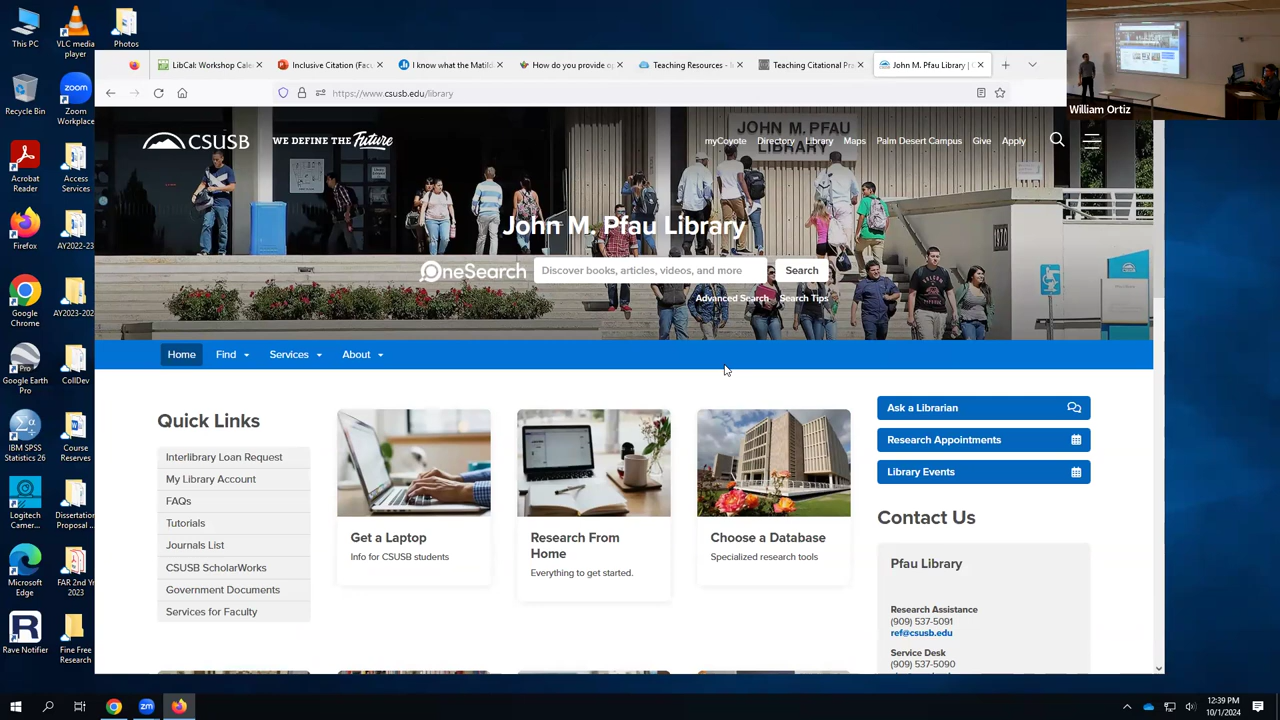 This PC
VLC media
player
Photos
Recycle Bin
Zoom
Workplace
Acrobat
Reader
Access
Services
Firefox
AY2022-23
Google
Chrome
AY2023-202
Google Earth
Pro
CollDev
IBM SPSS
Statistics 26
Course
Reserves
Logitech
Camer...
Dissertation
Proposal ...
Microsoft
Edge
FAR 2nd Yr
2023
Rave Notifier
Fine Free
Research
LibCal: Workshop Cale
Inclusive Citation (Facu
I know what the Matild
How do you provide op
Teaching Resources -
Teaching Citational Pra
John M. Pfau Library |
https://www.csusb.edu/library
William Ortiz
CSUSB
WE DEFINE THE Future
JOHN M. PFAU
LIBRARY
myCoyote
Directory
Library
Maps
Palm Desert Campus
Give
Apply
John M. Pfau Library
OneSearch
Discover books, articles, videos, and more
Search
Advanced Search
Search Tips
Home
Find
Services
About
Quick Links
Interlibrary Loan Request
My Library Account
FAQs
Tutorials
Journals List
CSUSB ScholarWorks
Government Documents
Services for Faculty
Get a Laptop
Info for CSUSB students
Research From
Home
Everything to get started.
Choose a Database
Specialized research tools
Ask a Librarian
Research Appointments
Library Events
Contact Us
Pfau Library
Research Assistance
(909) 537-5091
ref@csusb.edu
Service Desk
(909) 537-5090
12:39 PM
10/1/2024